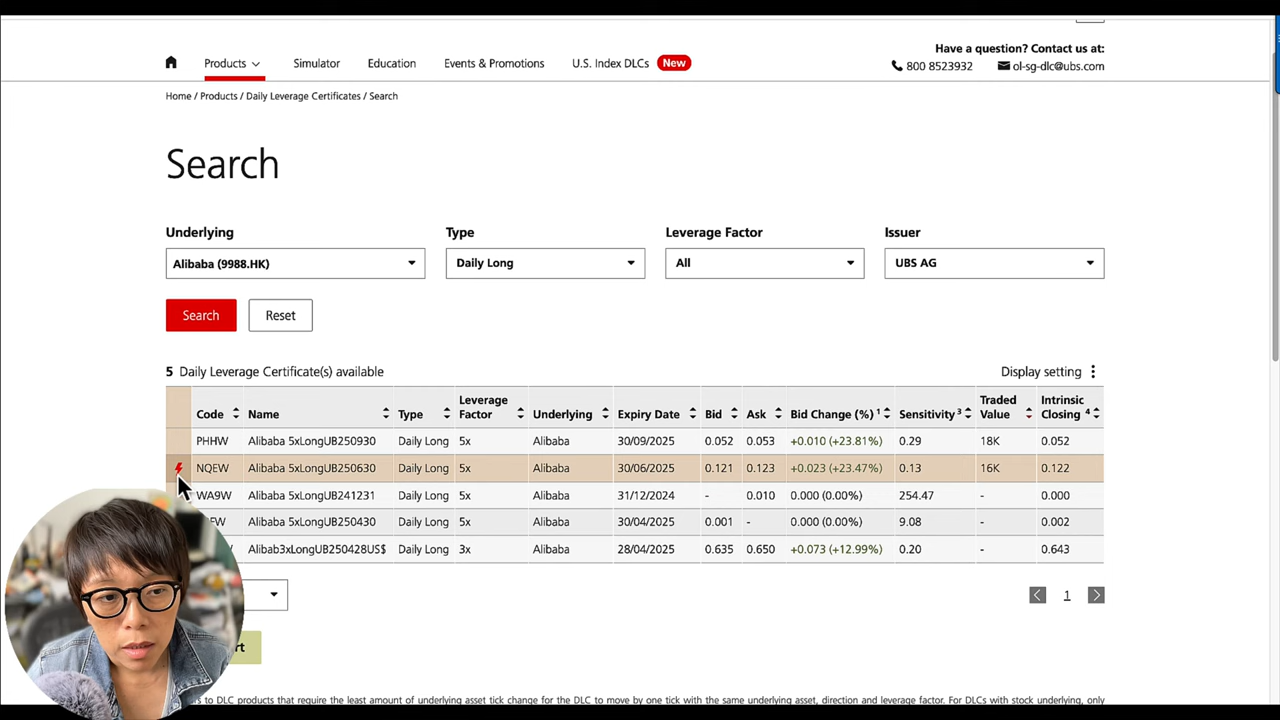 Have a question? Contact us at:
Products Simulator Education Events & Promotions U.S. Index DLCs New 800 8523932 ol-sg-dlc@ubs.com
Home / Products / Daily Leverage Certificates / Search
Search
Underlying Type Leverage Factor Issuer
Alibaba (9988.HK) Daily Long All UBS AG
Search Reset
5 Daily Leverage Certificate(s) available Display setting
Code Name Type Leverage Factor Underlying Expiry Date Bid Ask Bid Change (%) 1 Sensitivity 3 Traded Value Intrinsic Closing 4
PHHW Alibaba 5xLongUB250930 Daily Long 5x Alibaba 30/09/2025 0.052 0.053 +0.010 (+23.81%) 0.29 18K 0.052
NQEW Alibaba 5xLongUB250630 Daily Long 5x Alibaba 30/06/2025 0.121 0.123 +0.023 (+23.47%) 0.13 16K 0.122
WA9W Alibaba 5xLongUB241231 Daily Long 5x Alibaba 31/12/2024 - 0.010 0.000 (0.00%) 254.47 - 0.000
Alibaba 5xLongUB250430 Daily Long 5x Alibaba 30/04/2025 0.001 - 0.000 (0.00%) 9.08 - 0.002
Alibab3xLongUB250428US$ Daily Long 3x Alibaba 28/04/2025 0.635 0.650 +0.073 (+12.99%) 0.20 - 0.643
1
to DLC products that require the least amount of underlying asset tick change for the DLC to move by one tick with the same underlying asset, direction and leverage factor. For DLCs with stock underlying, only